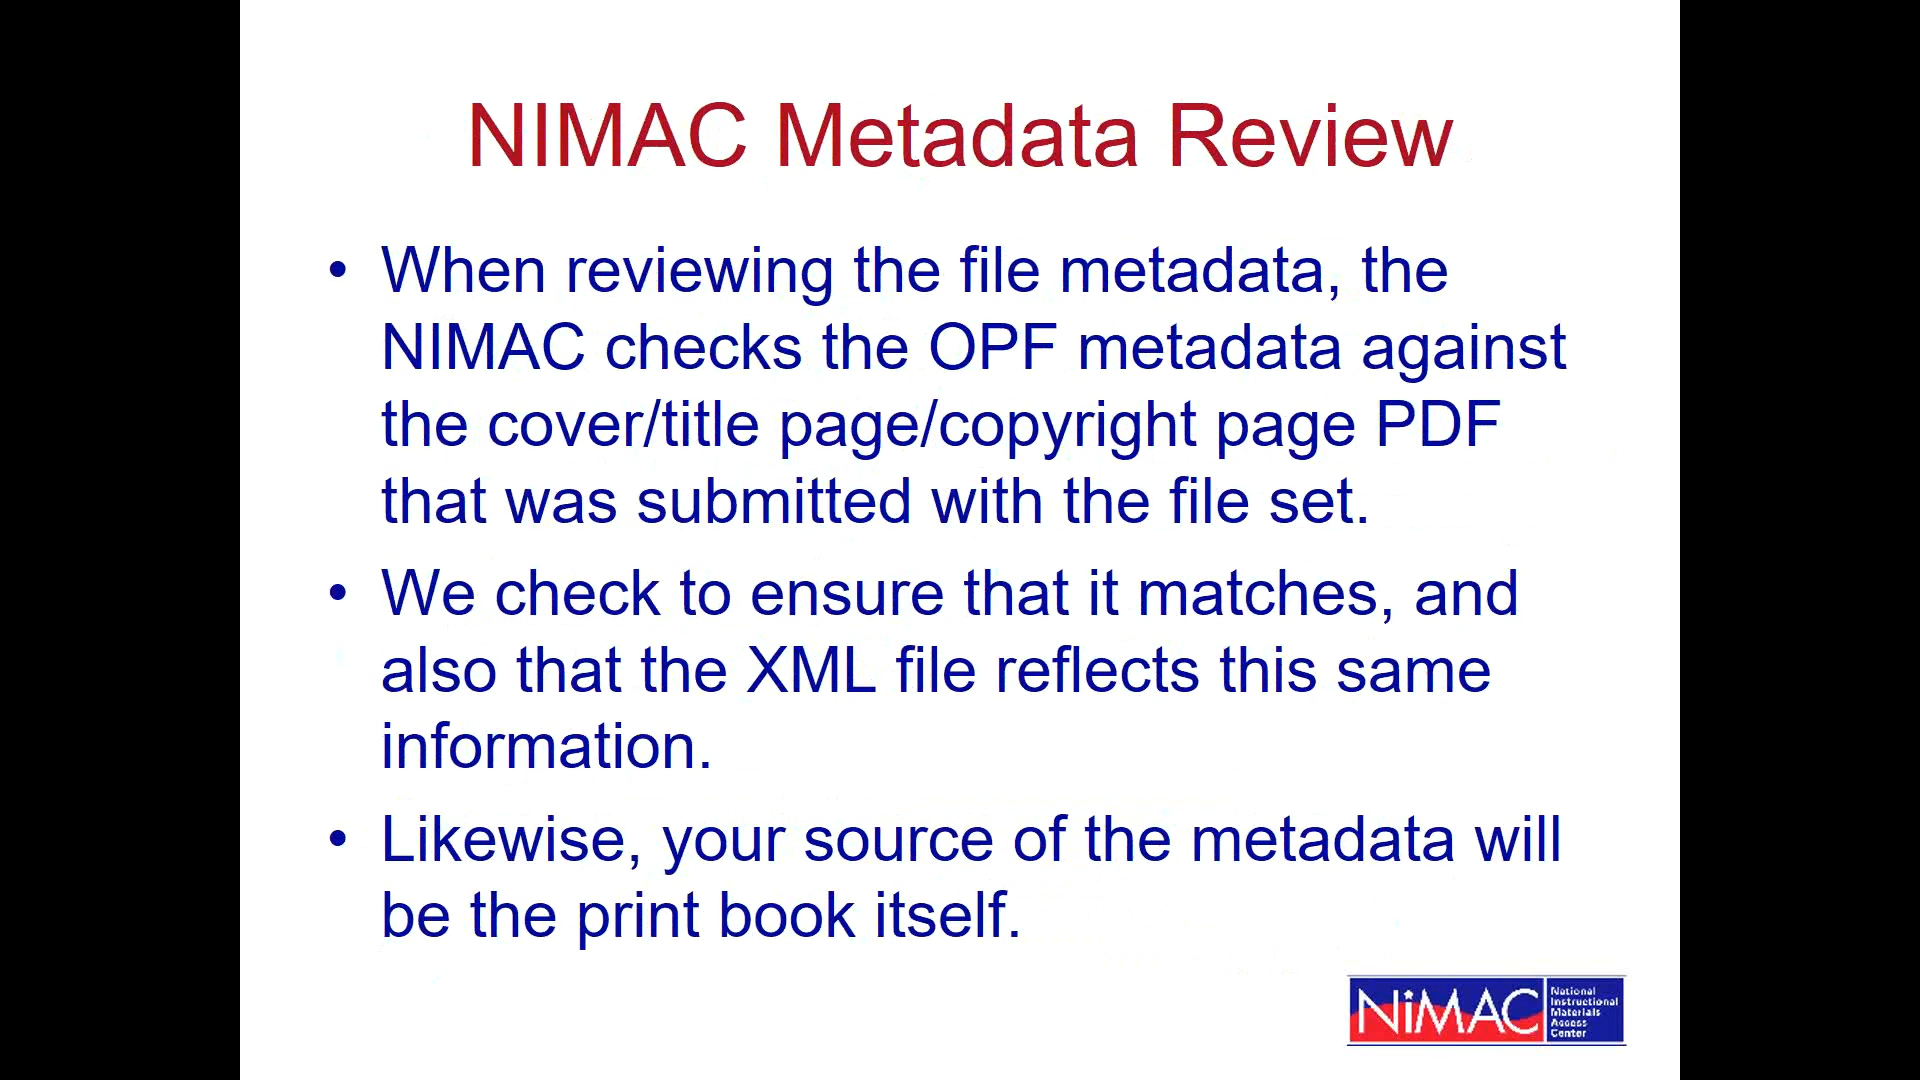 NIMAC Metadata Review
• When reviewing the file metadata, the
NIMAC checks the OPF metadata against
the cover/title page/copyright page PDF
that was submitted with the file set.
• We check to ensure that it matches, and
also that the XML file reflects this same
information.
• Likewise, your source of the metadata will
be the print book itself.
NiMAC
National
Instructional
Materials
Access
Center